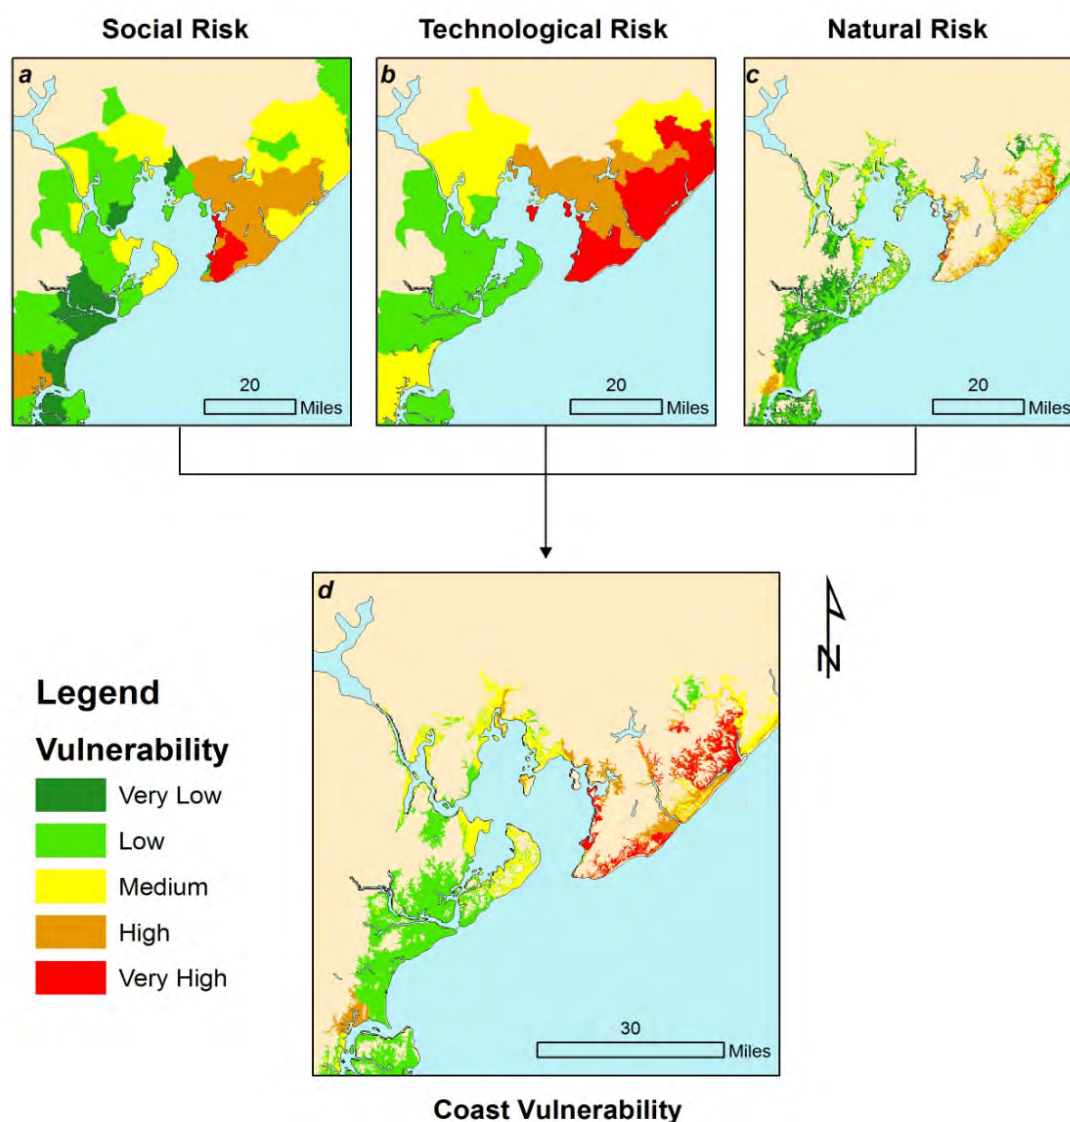 Social Risk
Technological Risk
Natural Risk
a
b
c
20
Miles
20
Miles
20
Miles
d
N
Legend
Vulnerability
Very Low
Low
Medium
High
Very High
30
Miles
Coast Vulnerability